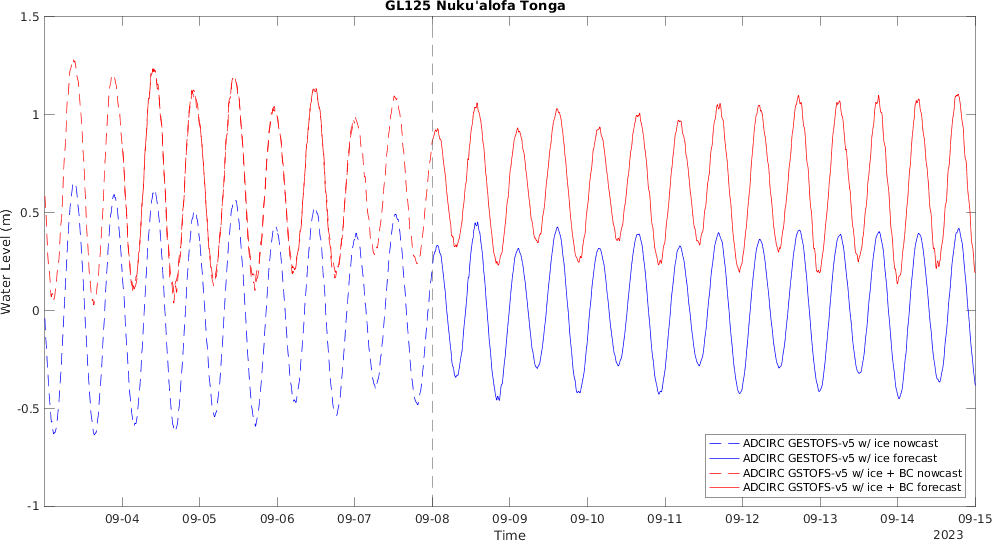 GL125 Nuku'alofa Tonga
1.5
1
0.5
0
-0.5
-1
Water Level (m)
09-04 09-05 09-06 09-07 09-08 09-09 09-10 09-11 09-12 09-13 09-14 09-15
Time
2023
ADCIRC GESTOFS-v5 w/ ice nowcast
ADCIRC GESTOFS-v5 w/ ice forecast
ADCIRC GSTOFS-v5 w/ ice + BC nowcast
ADCIRC GSTOFS-v5 w/ ice + BC forecast